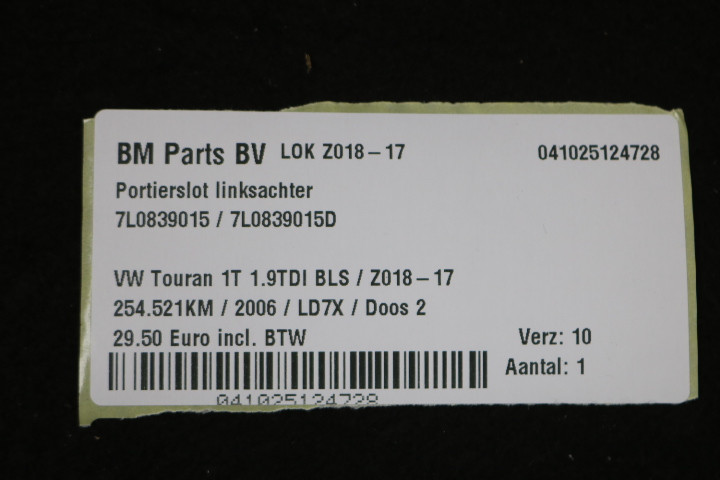 BM Parts BV LOK Z018-17 041025124728
Portierslot linksachter
7L0839015 / 7L0839015D
VW Touran 1T 1.9TDI BLS / Z018-17
254.521KM / 2006 / LD7X / Doos 2
29.50 Euro incl. BTW Verz: 10
Aantal: 1
041025124728